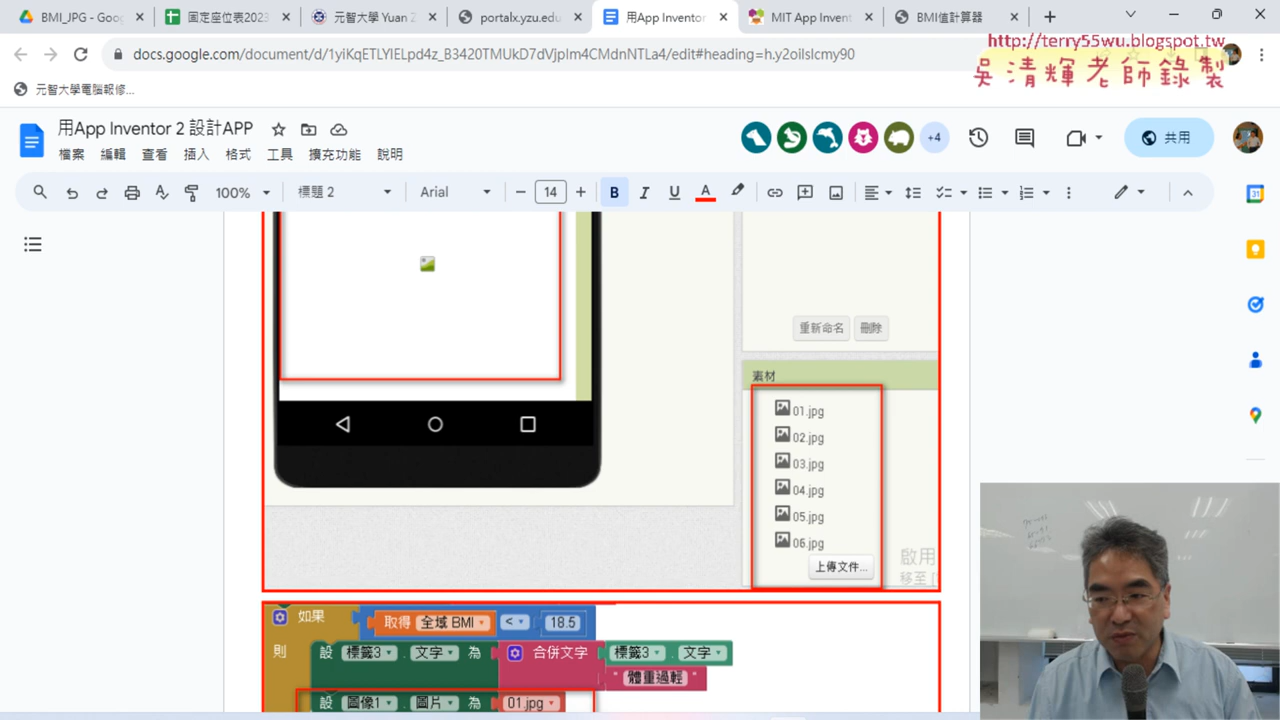 BMI_JPG - Goog
固定座位表2023
元智大學 Yuan Z
portalx.yzu.edu
用App Inventor
MIT App Invent
BMI值計算器
docs.google.com/document/d/1yiKqETLYIELpd4z_B3420TMUkD7dVjpIm4CMdnNTLa4/edit#heading=h.y2oilslcmy90
http://terry55wu.blogspot.tw
吳清輝老師錄製
元智大學電腦報修...
用App Inventor 2 設計APP
檔案 編輯 查看 插入 格式 工具 擴充功能 說明
+4
共用
100% 標題 2 Arial 14 B I U A
31
重新命名 刪除
素材
01.jpg
02.jpg
03.jpg
04.jpg
05.jpg
06.jpg
上傳文件...
啟用
移至 [
如果 取得 全域 BMI < 18.5
則 設 標籤3 . 文字 為 合併文字 標籤3 . 文字
" 體重過輕 "
設 圖像1 . 圖片 為 01.jpg